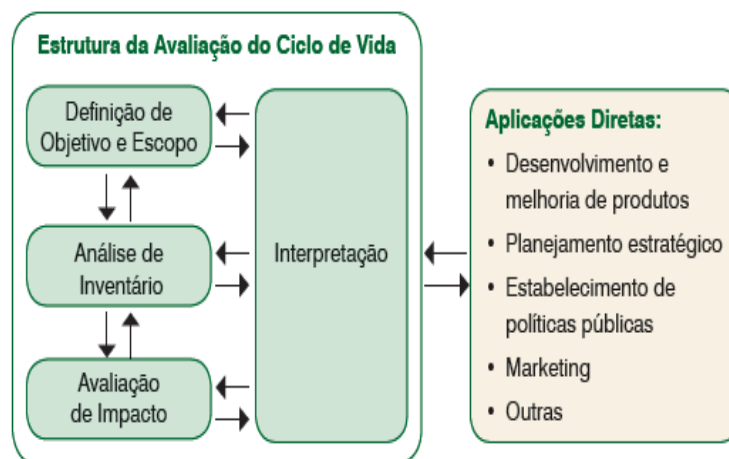 Estrutura da Avaliação do Ciclo de Vida
Definição de
Objetivo e Escopo
Análise de
Inventário
Avaliação
de Impacto
Interpretação
Aplicações Diretas:
• Desenvolvimento e
melhoria de produtos
• Planejamento estratégico
• Estabelecimento de
políticas públicas
• Marketing
• Outras